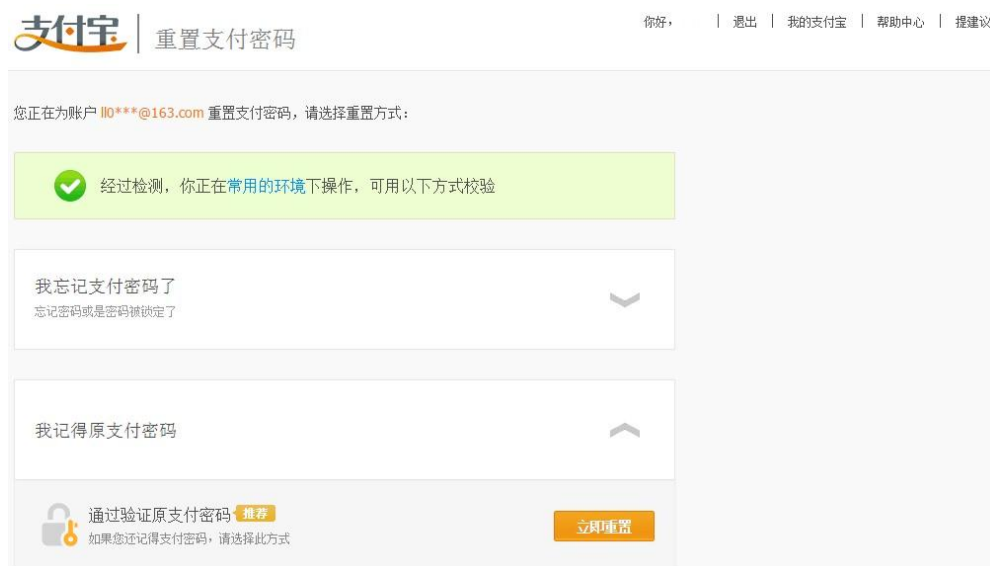 支付宝 | 重置支付密码
你好， | 退出 | 我的支付宝 | 帮助中心 | 提建议
您正在为账户 ll0***@163.com 重置支付密码，请选择重置方式：
经过检测，你正在常用的环境下操作，可用以下方式校验
我忘记支付密码了
忘记密码或是密码被锁定了
我记得原支付密码
通过验证原支付密码 推荐
立即重置
如果您还记得支付密码，请选择此方式